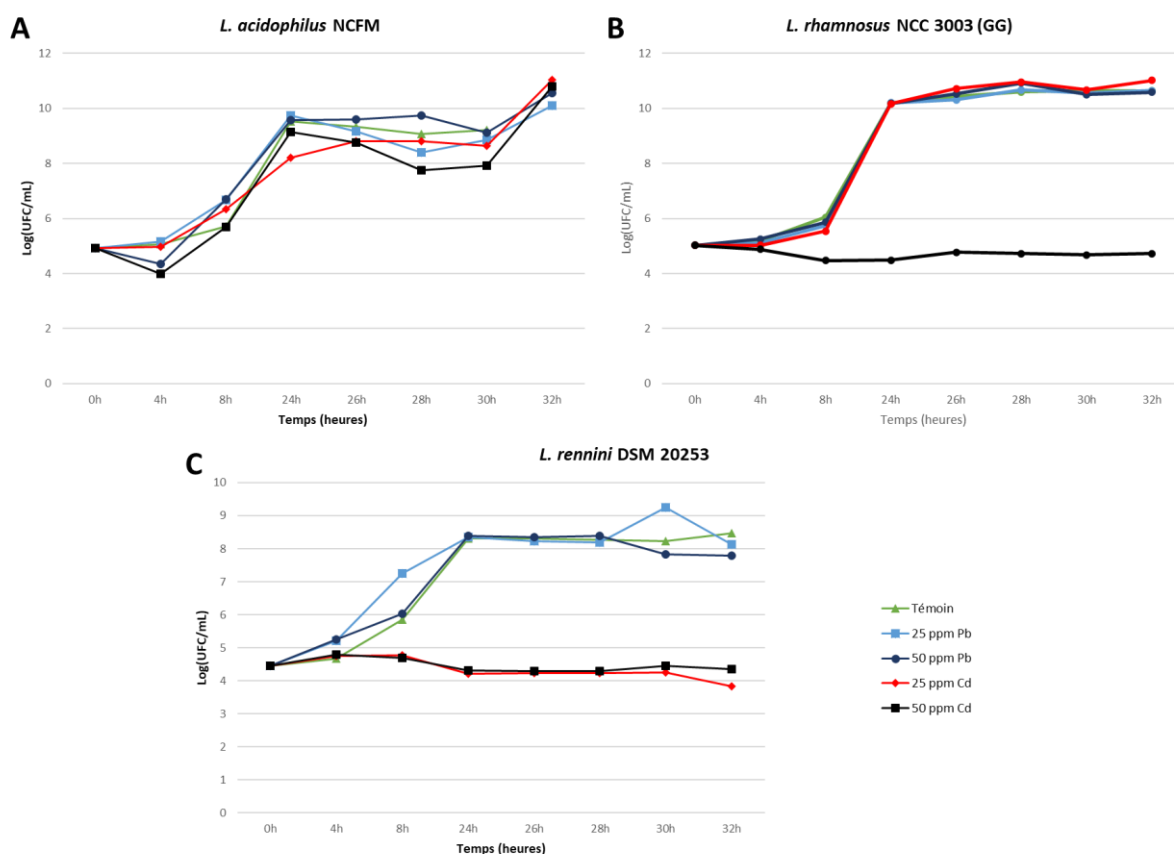 A
L. acidophilus NCFM
12
10
8
6
4
2
0
Log(UFC/mL)
0h 4h 8h 24h 26h 28h 30h 32h
Temps (heures)
B
L. rhamnosus NCC 3003 (GG)
12
10
8
6
4
2
0
Log(UFC/mL)
0h 4h 8h 24h 26h 28h 30h 32h
Temps (heures)
C
L. rennini DSM 20253
10
9
8
7
6
5
4
3
2
1
0
Log(UFC/mL)
0h 4h 8h 24h 26h 28h 30h 32h
Temps (heures)
Témoin
25 ppm Pb
50 ppm Pb
25 ppm Cd
50 ppm Cd